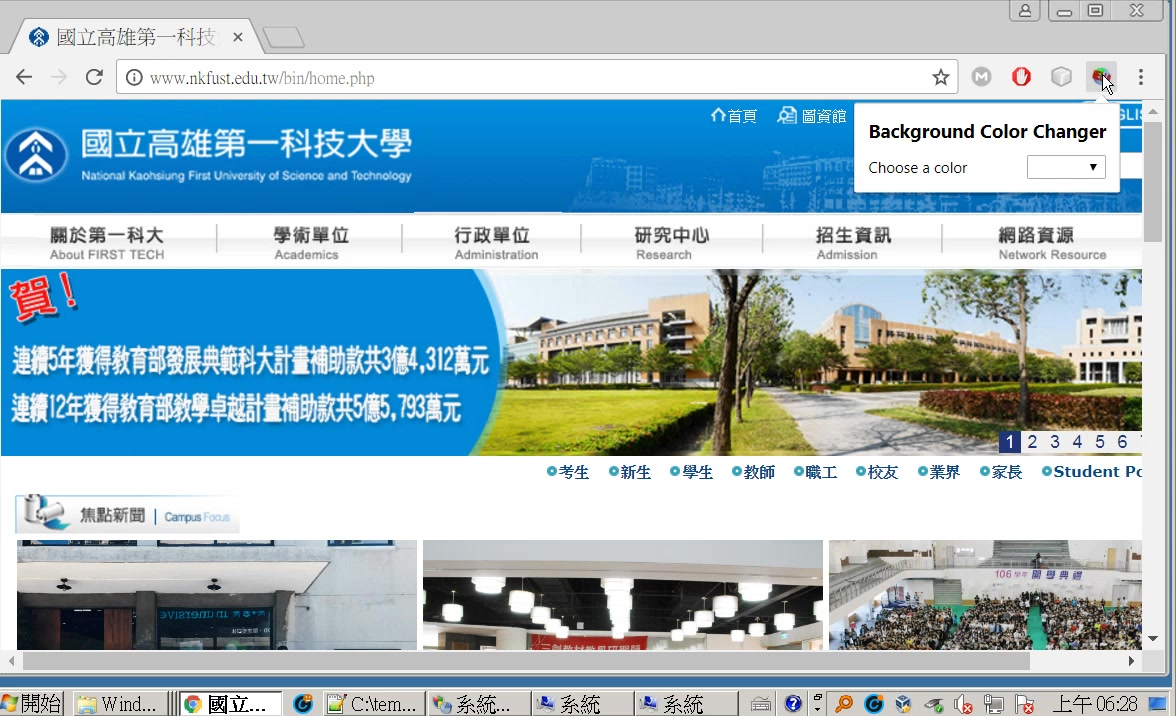 國立高雄第一科技
www.nkfust.edu.tw/bin/home.php
首頁
圖資館
GLIS
Background Color Changer
Choose a color
國立高雄第一科技大學
National Kaohsiung First University of Science and Technology
關於第一科大 學術單位 行政單位 研究中心 招生資訊 網路資源
About FIRST TECH Academics Administration Research Admission Network Resource
賀!
連續5年獲得教育部發展典範科大計畫補助款共3億4,312萬元
連續12年獲得教育部教學卓越計畫補助款共5億5,793萬元
1 2 3 4 5 6
考生 新生 學生 教師 職工 校友 業界 家長 Student Po
焦點新聞 | Campus Focus
106 學年 開學典禮
開始 Wind... 國立... C:\tem... 系統... 系統 系統 上午 06:28